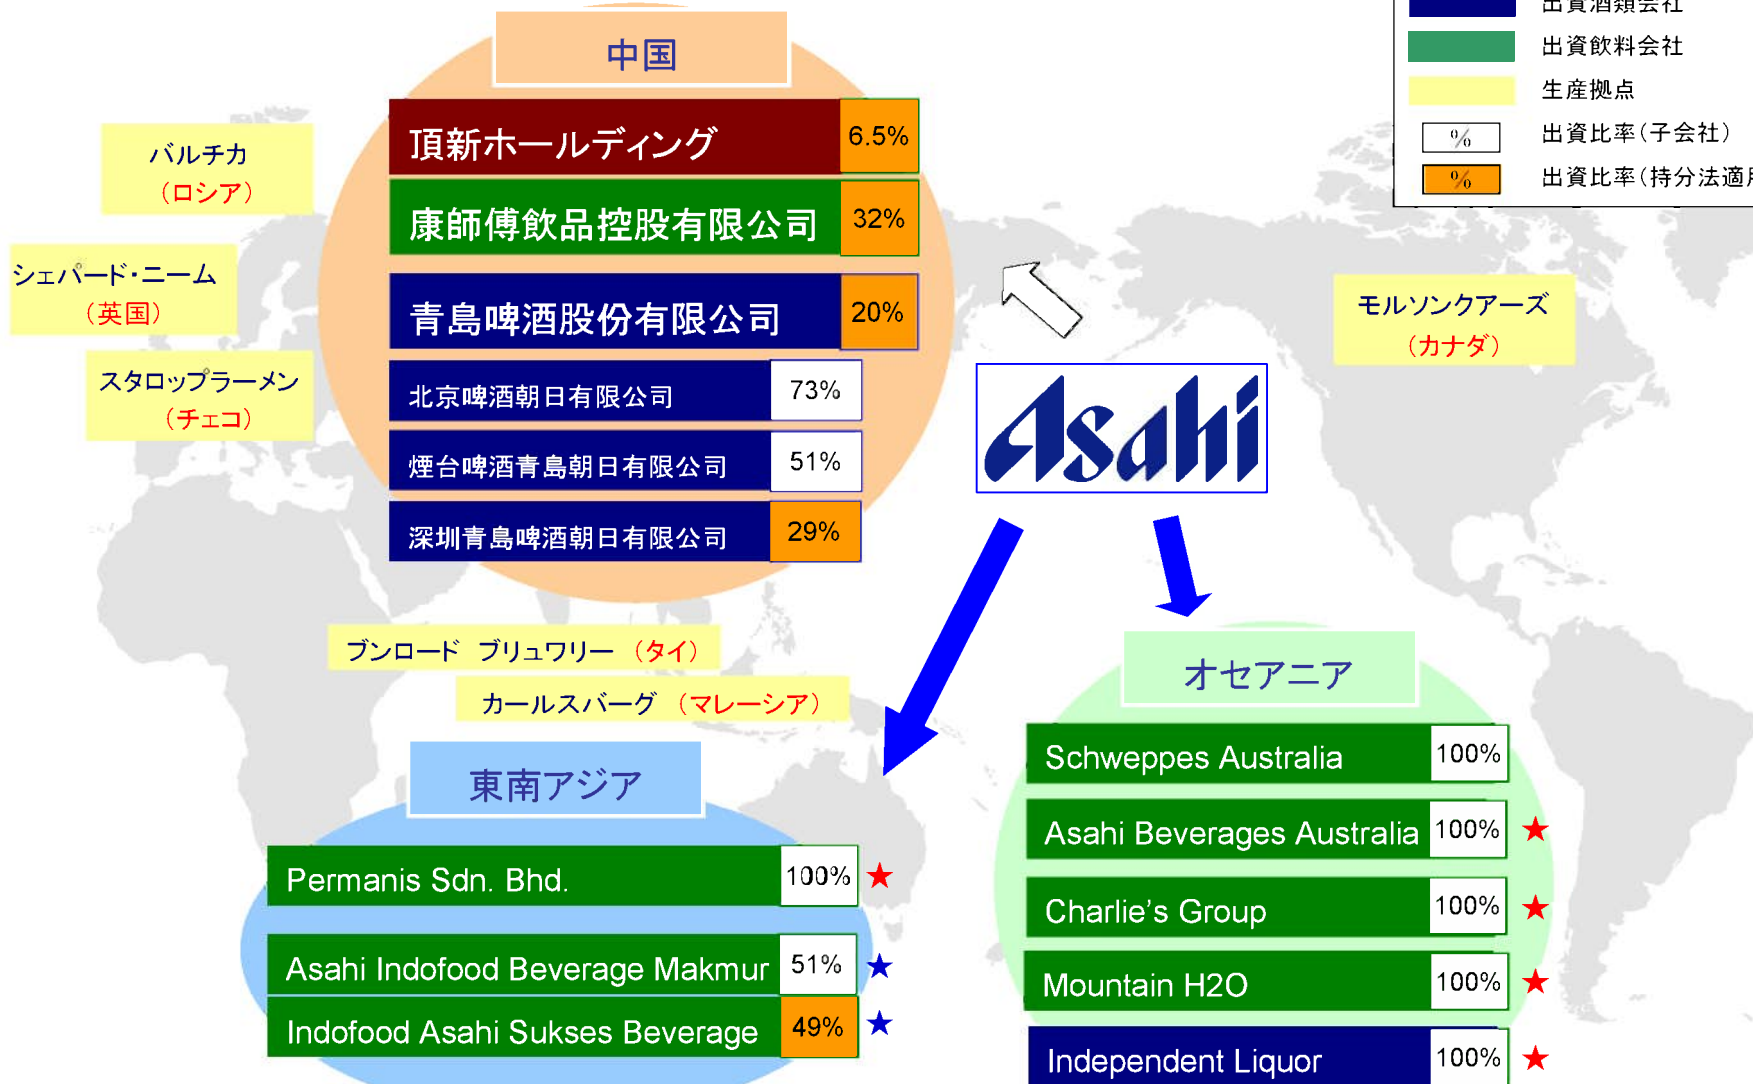 中国
頂新ホールディング 6.5%
康師傅飲品控股有限公司 32%
青島啤酒股份有限公司 20%
北京啤酒朝日有限公司 73%
煙台啤酒青島朝日有限公司 51%
深圳青島啤酒朝日有限公司 29%
出資酒類会社
出資飲料会社
生産拠点
% 出資比率（子会社）
% 出資比率（持分法適用
バルチカ
（ロシア）
シェパード・ニーム
（英国）
スタロップラーメン
（チェコ）
モルソンクアーズ
（カナダ）
Asahi
ブンロード ブリュワリー （タイ）
カールスバーグ （マレーシア）
東南アジア
Permanis Sdn. Bhd. 100% ★
Asahi Indofood Beverage Makmur 51% ★
Indofood Asahi Sukses Beverage 49% ★
オセアニア
Schweppes Australia 100%
Asahi Beverages Australia 100% ★
Charlie's Group 100% ★
Mountain H2O 100% ★
Independent Liquor 100% ★